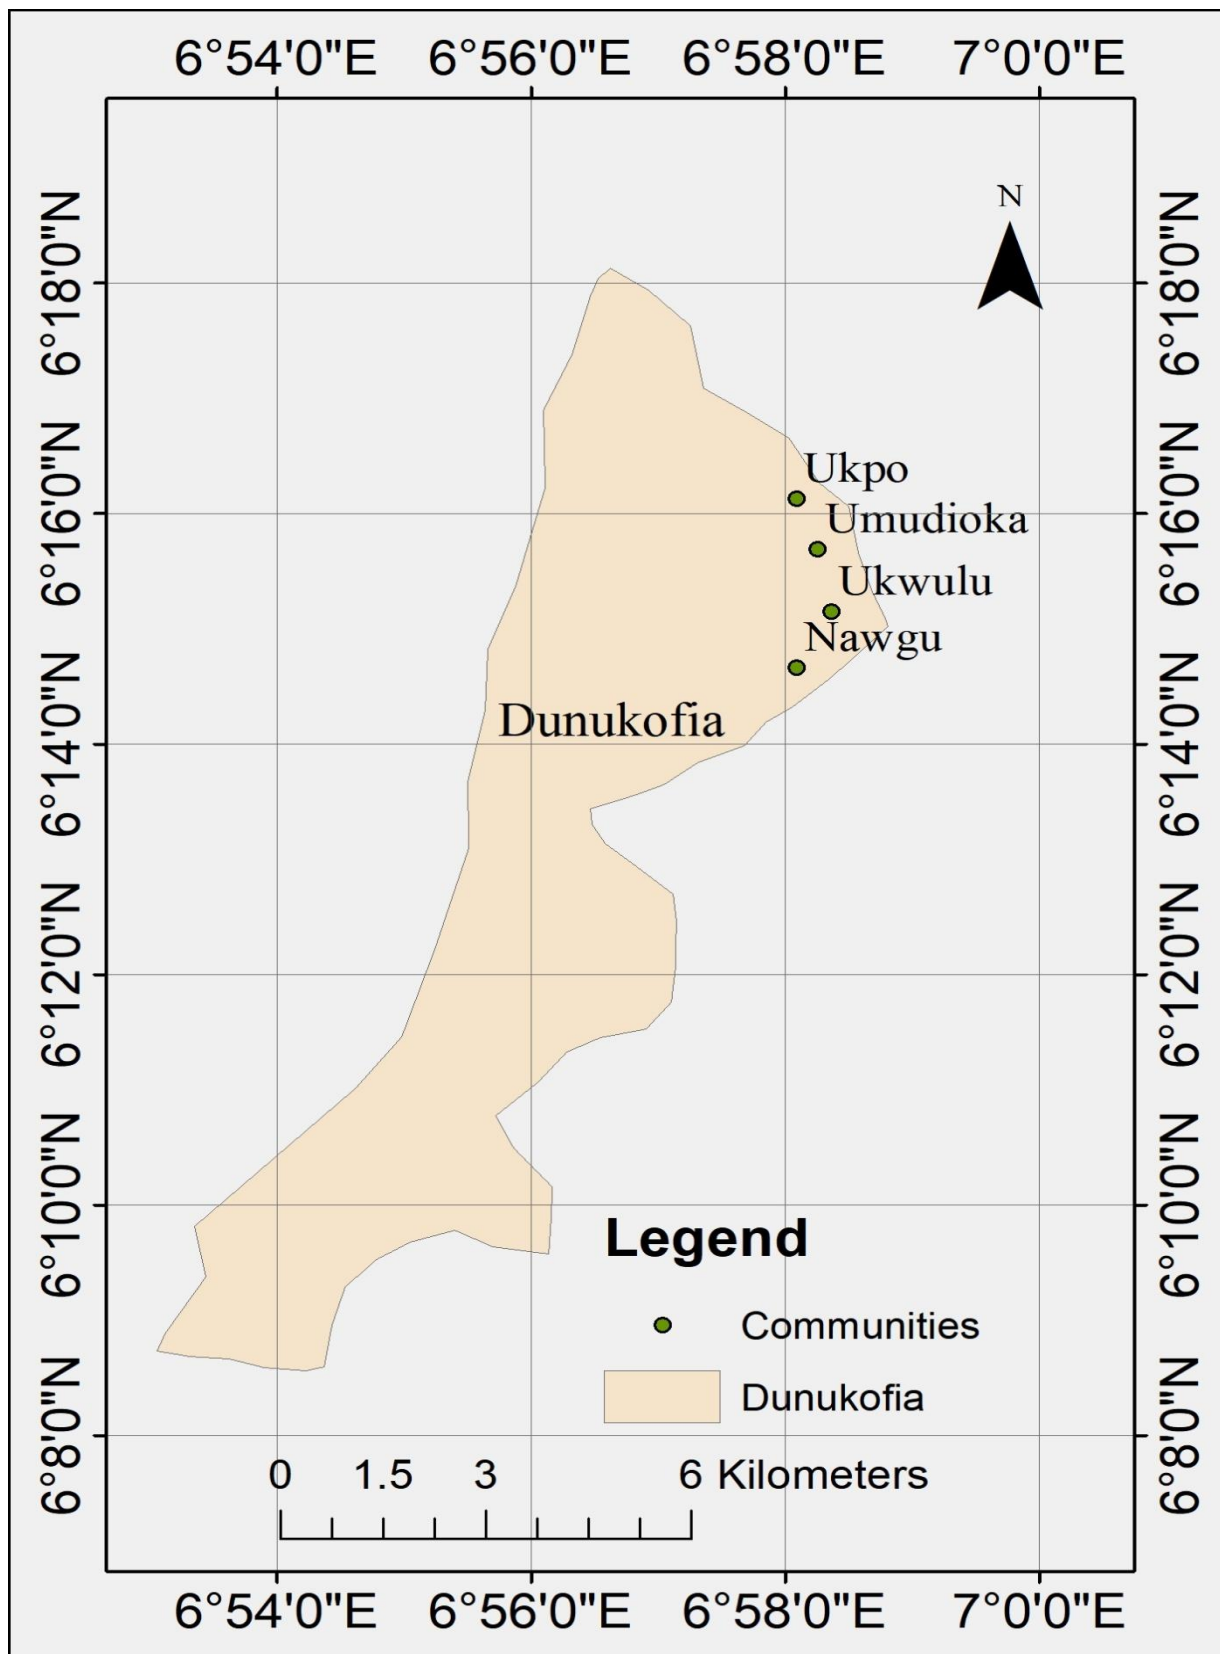 6°54'0"E 6°56'0"E 6°58'0"E 7°0'0"E
N
6°18'0"N 6°18'0"N
Ukpo
6°16'0"N 6°16'0"N
Umudioka
Ukwulu
Nawgu
Dunukofia
6°14'0"N 6°14'0"N
6°12'0"N 6°12'0"N
6°10'0"N 6°10'0"N
Legend
Communities
Dunukofia
6°8'0"N 6°8'0"N
0 1.5 3 6 Kilometers
6°54'0"E 6°56'0"E 6°58'0"E 7°0'0"E